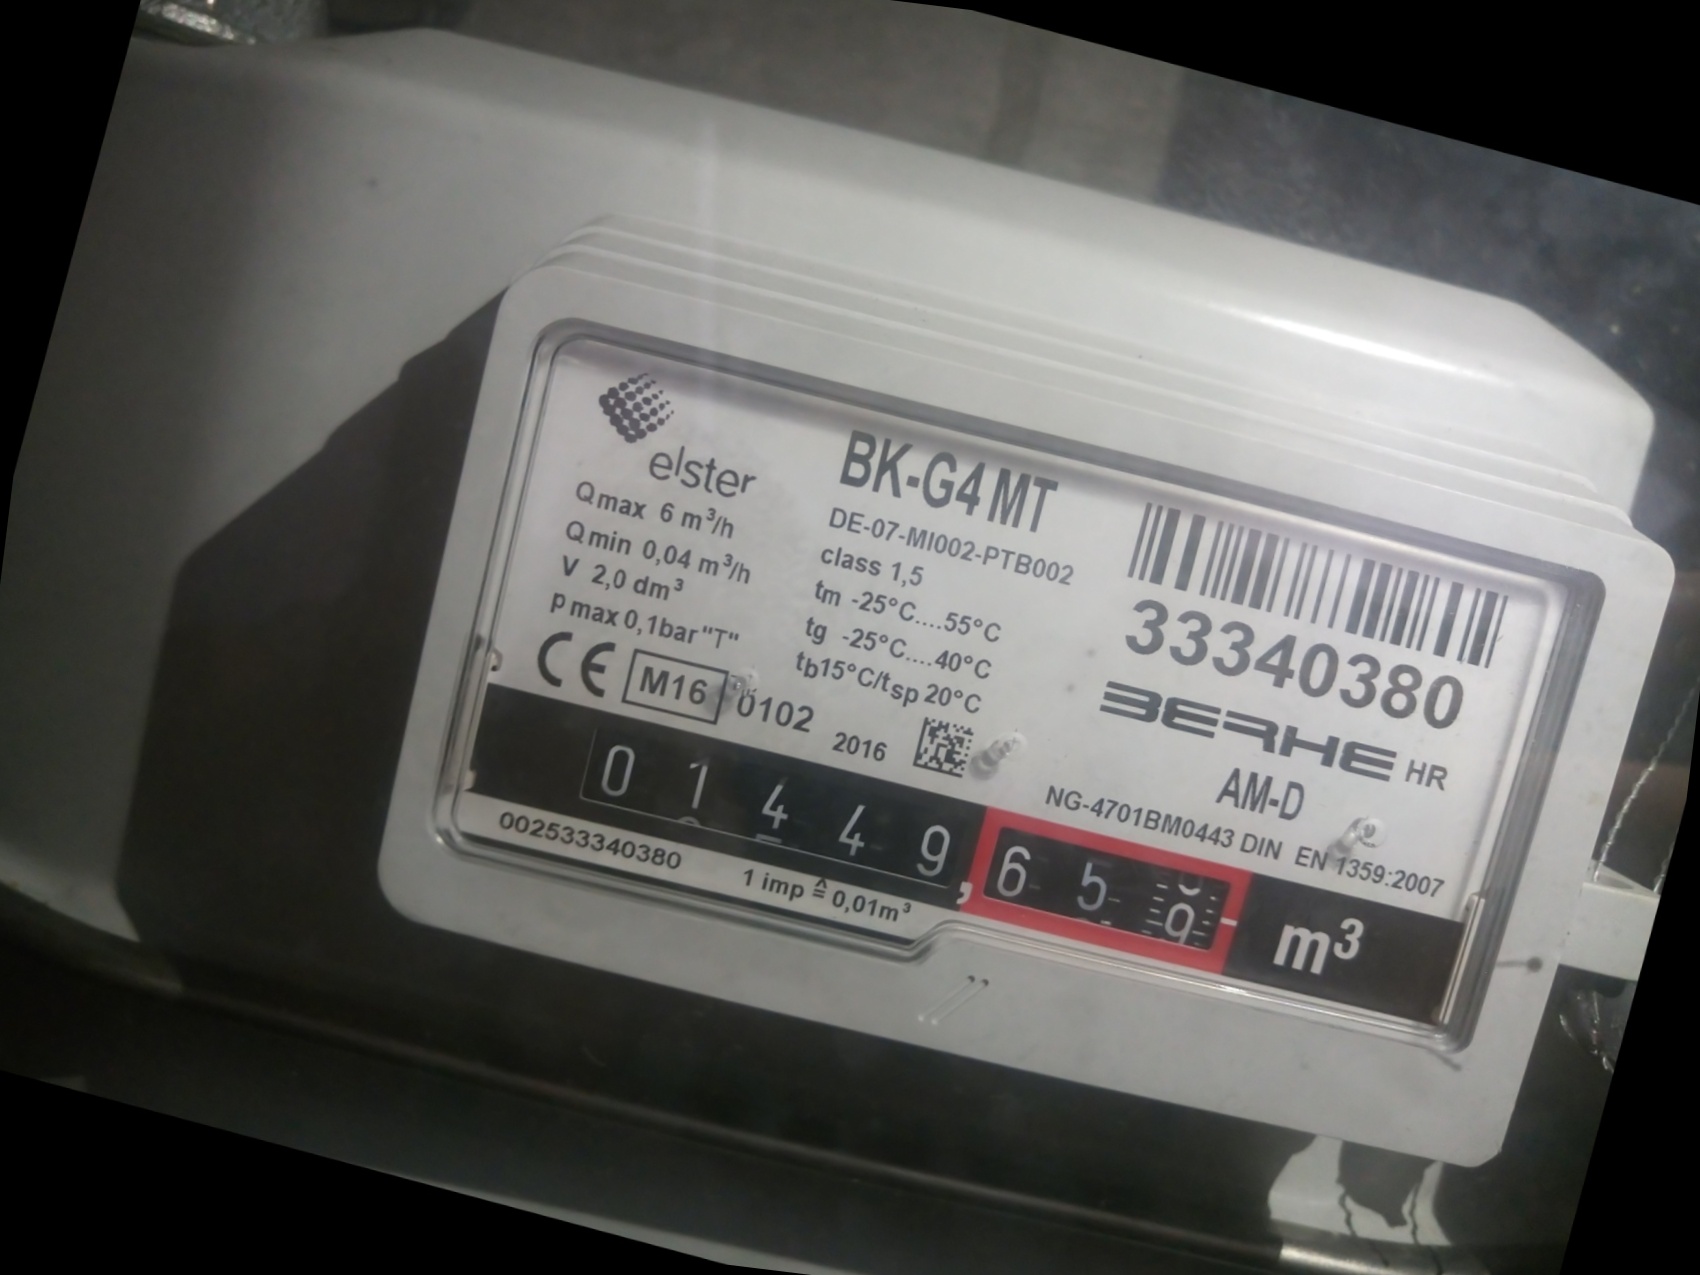 elster
Qmax 6 m³/h
Qmin 0,04 m³/h
V 2,0 dm³
pmax 0,1bar "T"
CE M16 0102 2016
BK-G4 MT
DE-07-MI002-PTB002
class 1,5
tm -25°C....55°C
tg -25°C....40°C
tb15°C/tsp 20°C
33340380
BERHE HR
AM-D
NG-4701BM0443 DIN EN 1359:2007
01449,65 m³
002533340380
1 imp ≙ 0,01m³